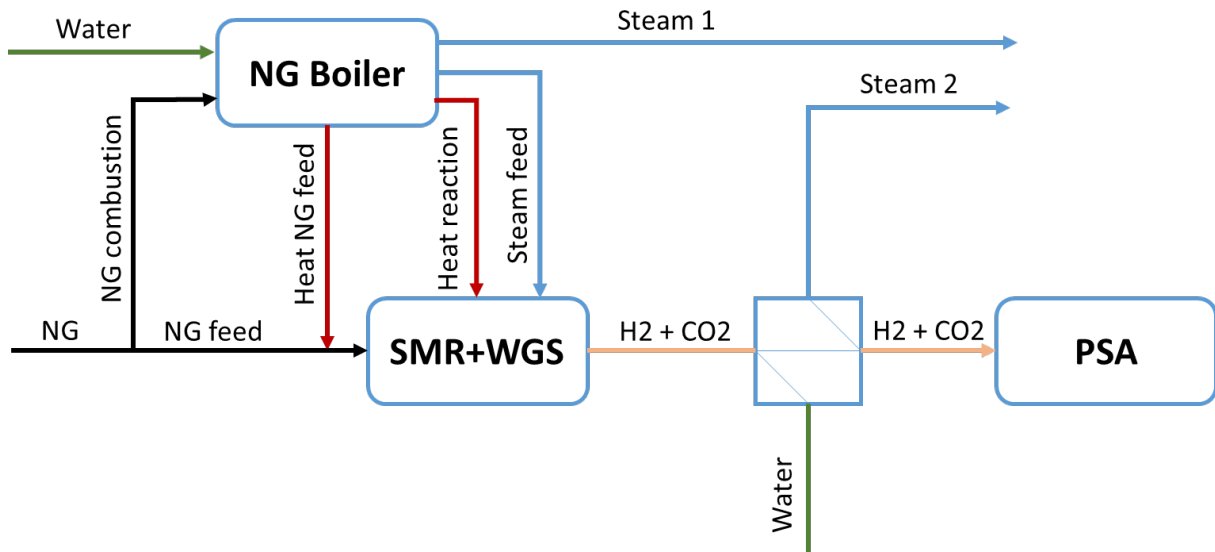 Water
NG Boiler
Steam 1
Steam 2
NG combustion
Heat NG feed
Heat reaction
Steam feed
NG
NG feed
SMR+WGS
H2 + CO2
H2 + CO2
PSA
Water